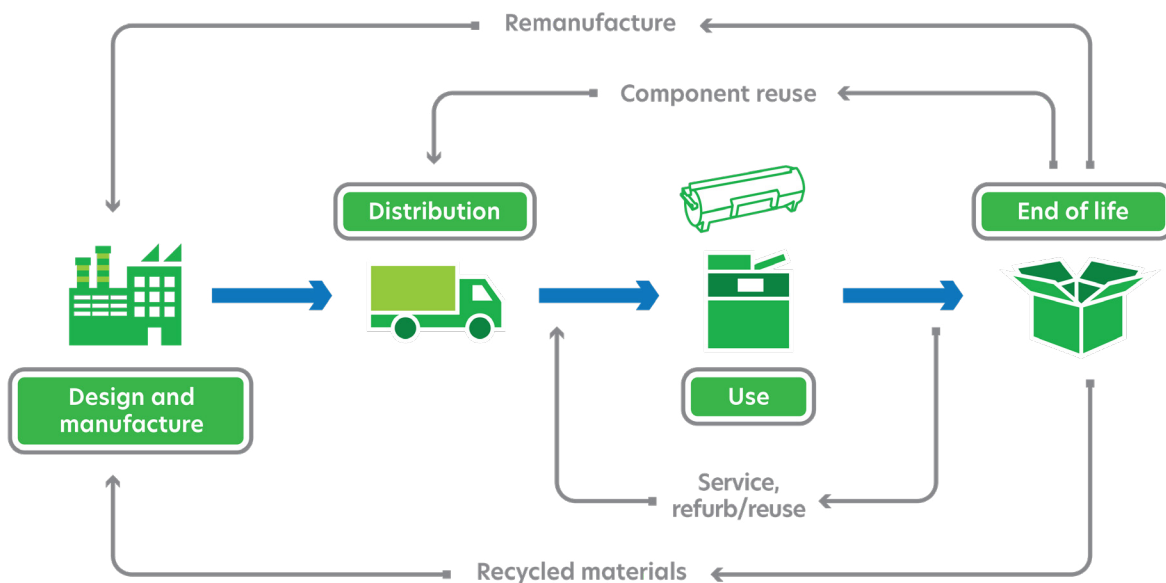 Remanufacture
Component reuse
Distribution
End of life
Design and
manufacture
Use
Service,
refurb/reuse
Recycled materials